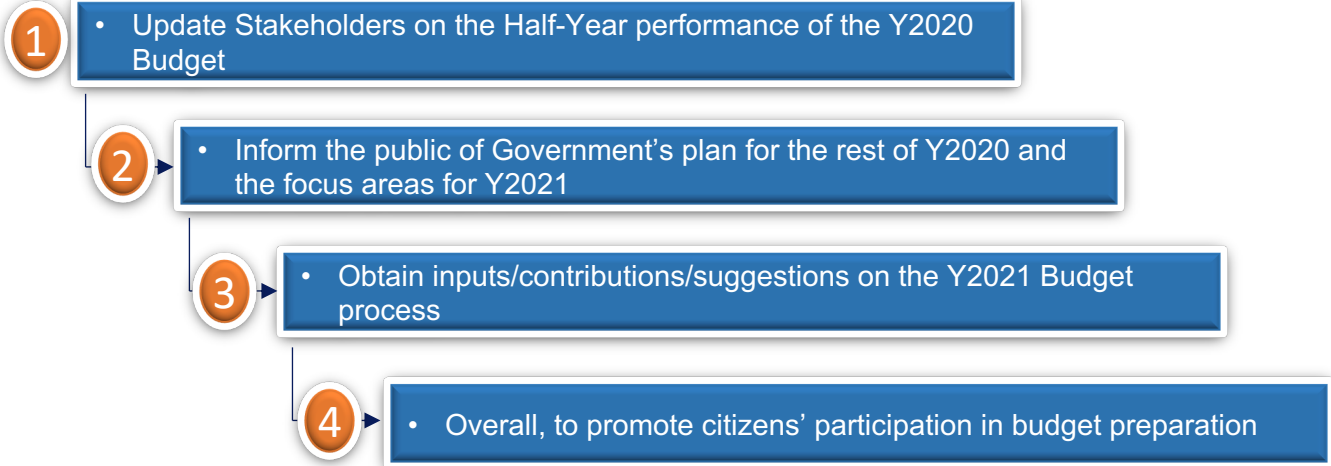 1
• Update Stakeholders on the Half-Year performance of the Y2020
Budget
2
• Inform the public of Government’s plan for the rest of Y2020 and
the focus areas for Y2021
3
• Obtain inputs/contributions/suggestions on the Y2021 Budget
process
4
• Overall, to promote citizens’ participation in budget preparation